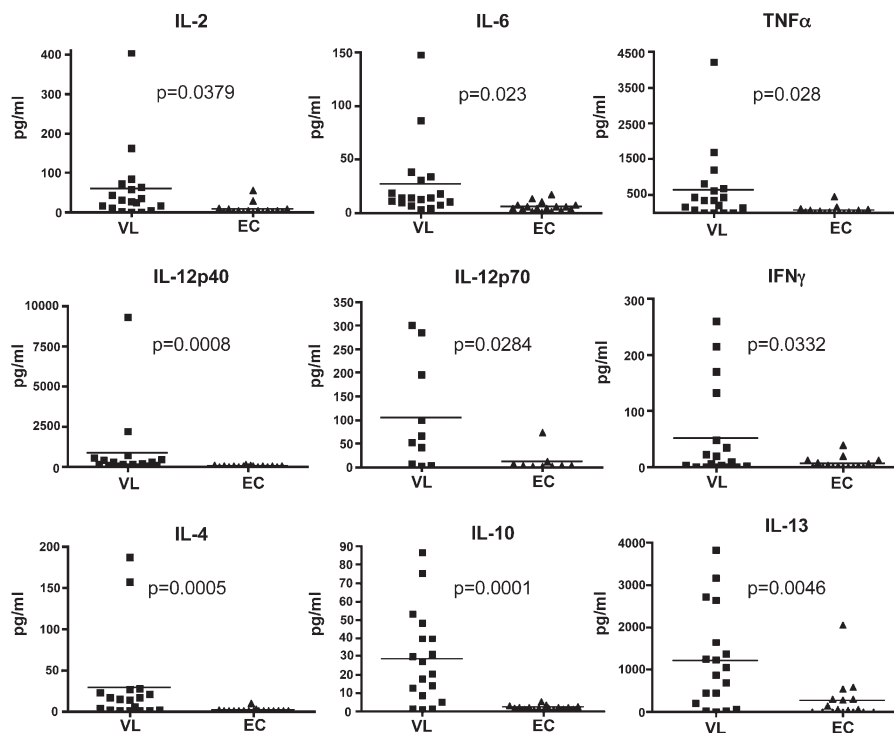 IL-2
400
300
200
100
0
pg/ml
p=0.0379
VL
EC
IL-6
150
100
50
0
pg/ml
p=0.023
VL
EC
TNFα
4500
3500
2500
1500
500
pg/ml
p=0.028
VL
EC
IL-12p40
10000
7500
5000
2500
0
pg/ml
p=0.0008
VL
EC
IL-12p70
350
300
250
200
150
100
50
0
pg/ml
p=0.0284
VL
EC
IFNγ
300
200
100
0
pg/ml
p=0.0332
VL
EC
IL-4
200
150
100
50
0
pg/ml
p=0.0005
VL
EC
IL-10
90
80
70
60
50
40
30
20
10
0
pg/ml
p=0.0001
VL
EC
IL-13
4000
3000
2000
1000
0
pg/ml
p=0.0046
VL
EC